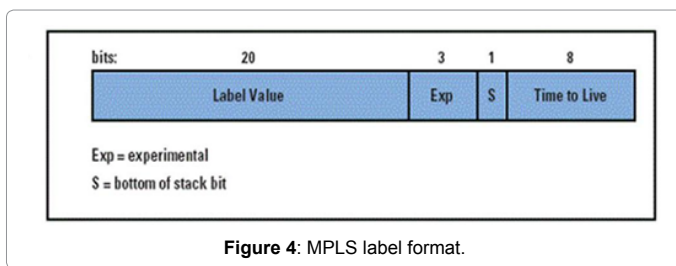 bits: 20 3 1 8
Label Value Exp S Time to Live
Exp = experimental
S = bottom of stack bit
Figure 4: MPLS label format.